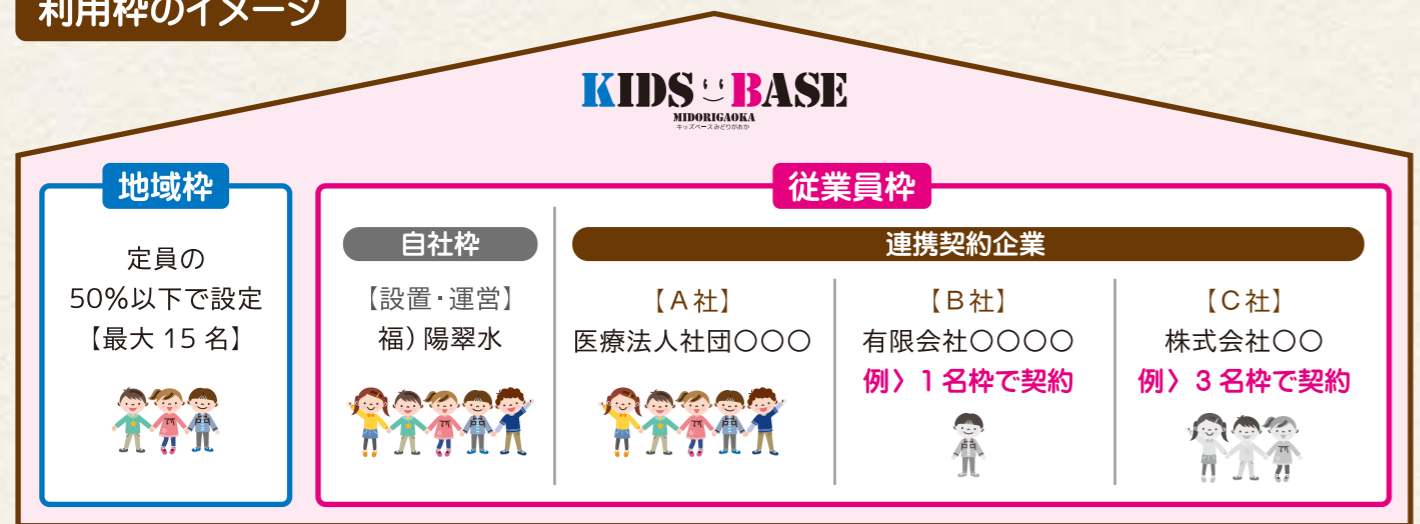 利用枠のイメージ
KIDS BASE
MIDORIGAOKA
キッズベースみどりがおか
地域枠
定員の
50%以下で設定
【最大 15 名】
従業員枠
自社枠
【設置・運営】
福）陽翠水
連携契約企業
【A社】
医療法人社団〇〇〇
【B社】
有限会社〇〇〇〇
例〉1名枠で契約
【C社】
株式会社〇〇
例〉3名枠で契約